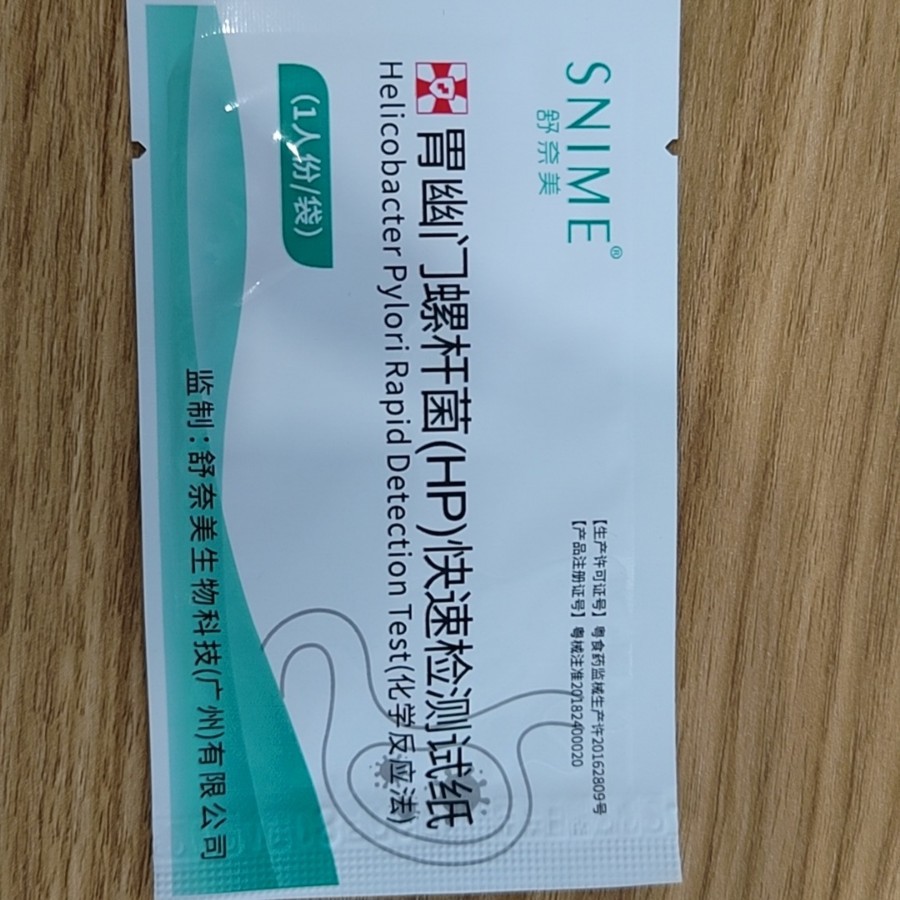 SNIME®
舒奈美
【生产许可证号】粤食药监械生产许20162809号
【产品注册证号】粤械注准20182400020
胃幽门螺杆菌(HP)快速检测试纸
Helicobacter Pylori Rapid Detection Test(化学反应法)
(1人份/袋)
监制：舒奈美生物科技(广州)有限公司